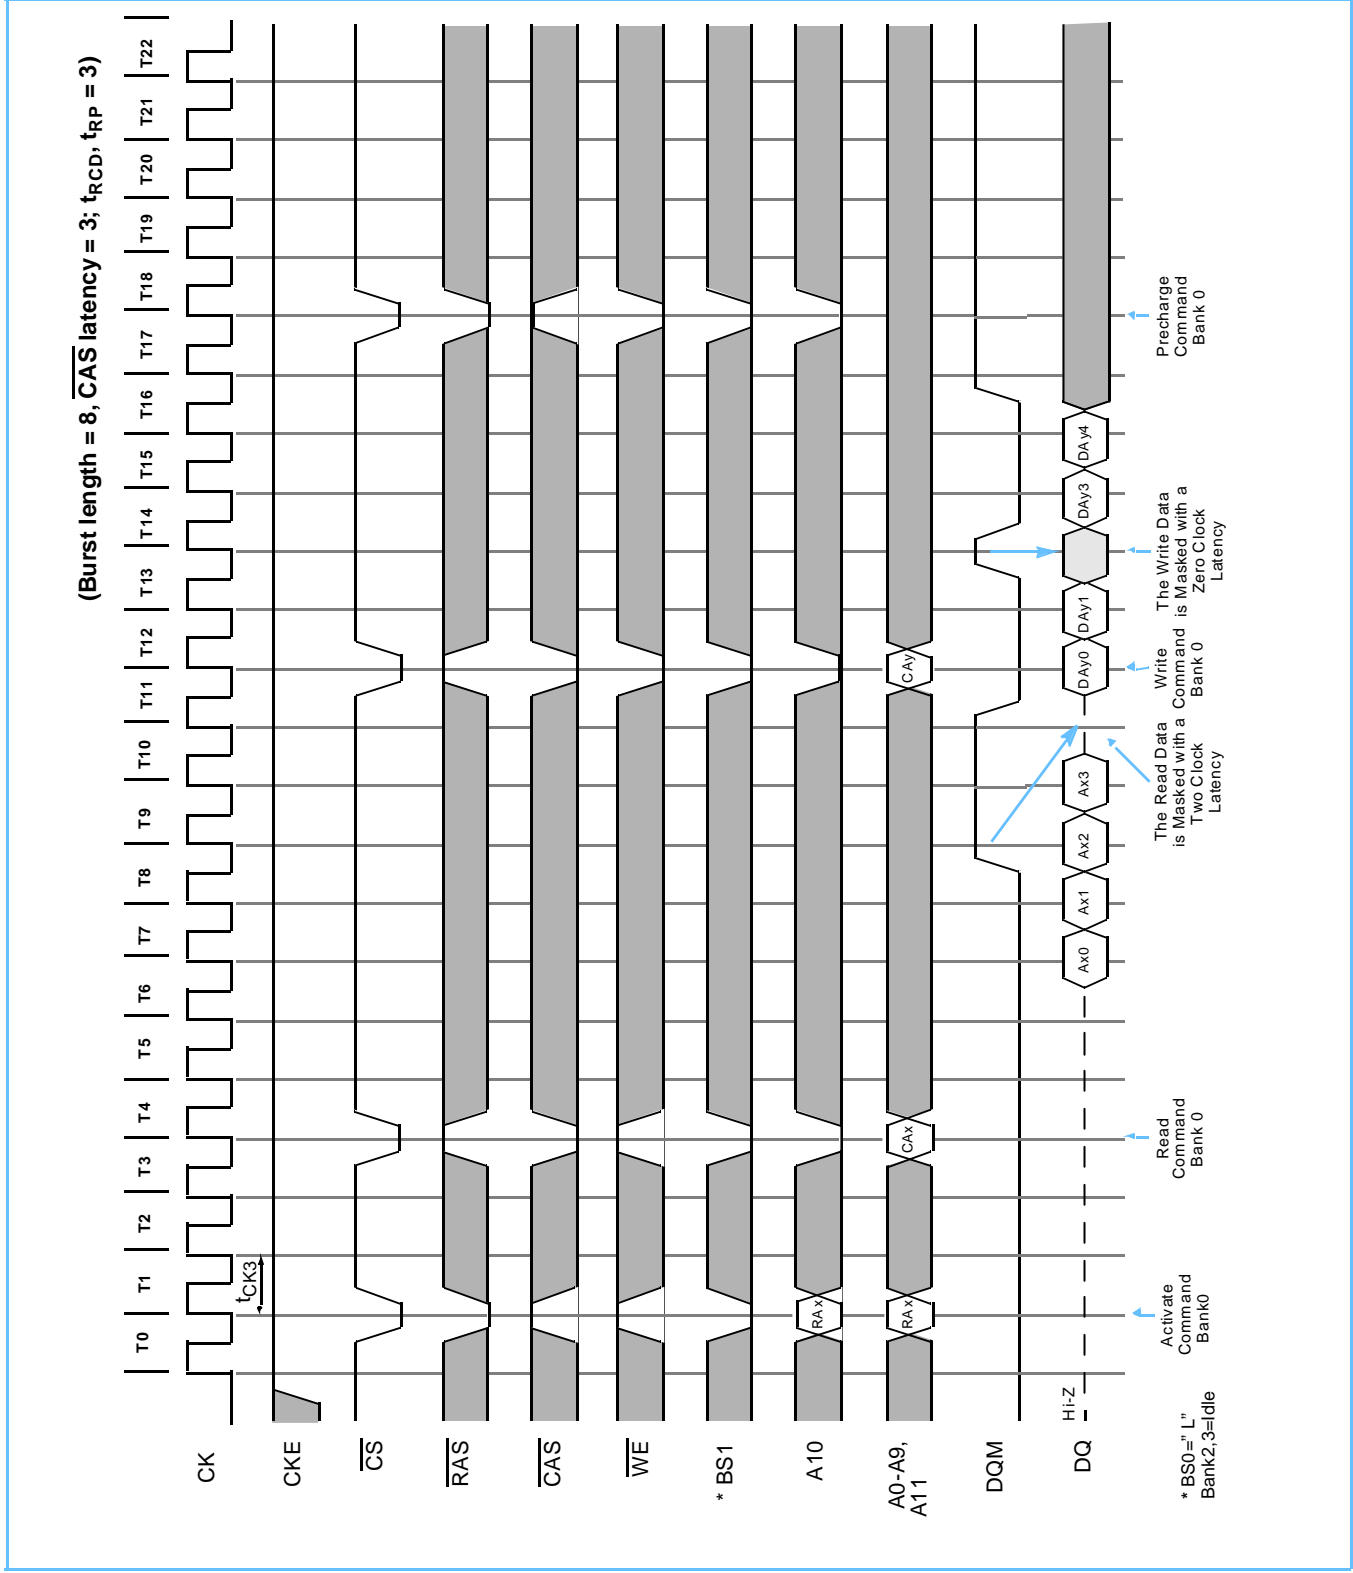 (Burst length = 8, CAS latency = 3; tRCD, tRP = 3)
T0 T1 T2 T3 T4 T5 T6 T7 T8 T9 T10 T11 T12 T13 T14 T15 T16 T17 T18 T19 T20 T21 T22
CK
tCK3
CKE
CS
RAS
CAS
WE
* BS1
A10
RAx
A0-A9,
A11
RAx CAx CAy
DQM
DQ
Hi-Z
Ax0 Ax1 Ax2 Ax3 DAy0 DAy1 DAy3 DAy4
Activate
Command
Bank0
Read
Command
Bank 0
The Read Data
is Masked with a
Two Clock
Latency
Write
Command
Bank 0
The Write Data
is Masked with a
Zero Clock
Latency
Precharge
Command
Bank 0
* BS0=” L”
Bank2,3=Idle